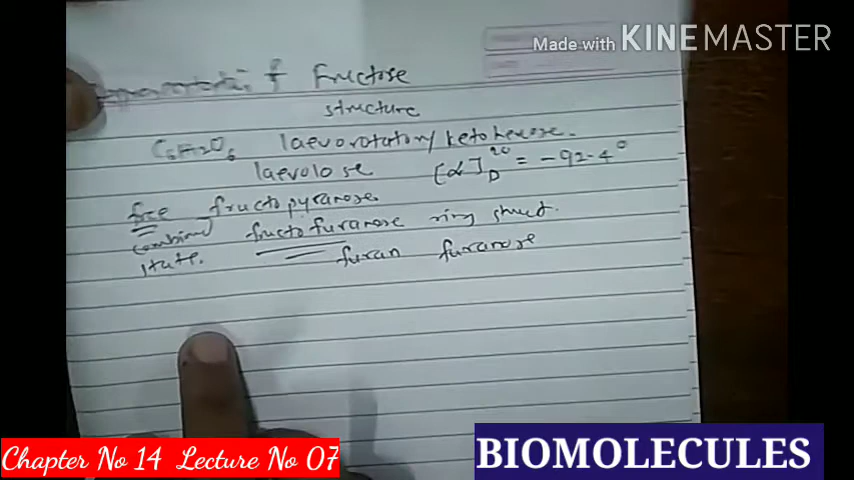 Made with KINEMASTER
of Fructose
structure
C6H12O6 laevorotatory ketohexose.
laevolose [α]D20 = -92.4°
free fructopyranose
combined fructofuranose ring struct.
state. furan furanose
Chapter No 14 Lecture No 07
BIOMOLECULES